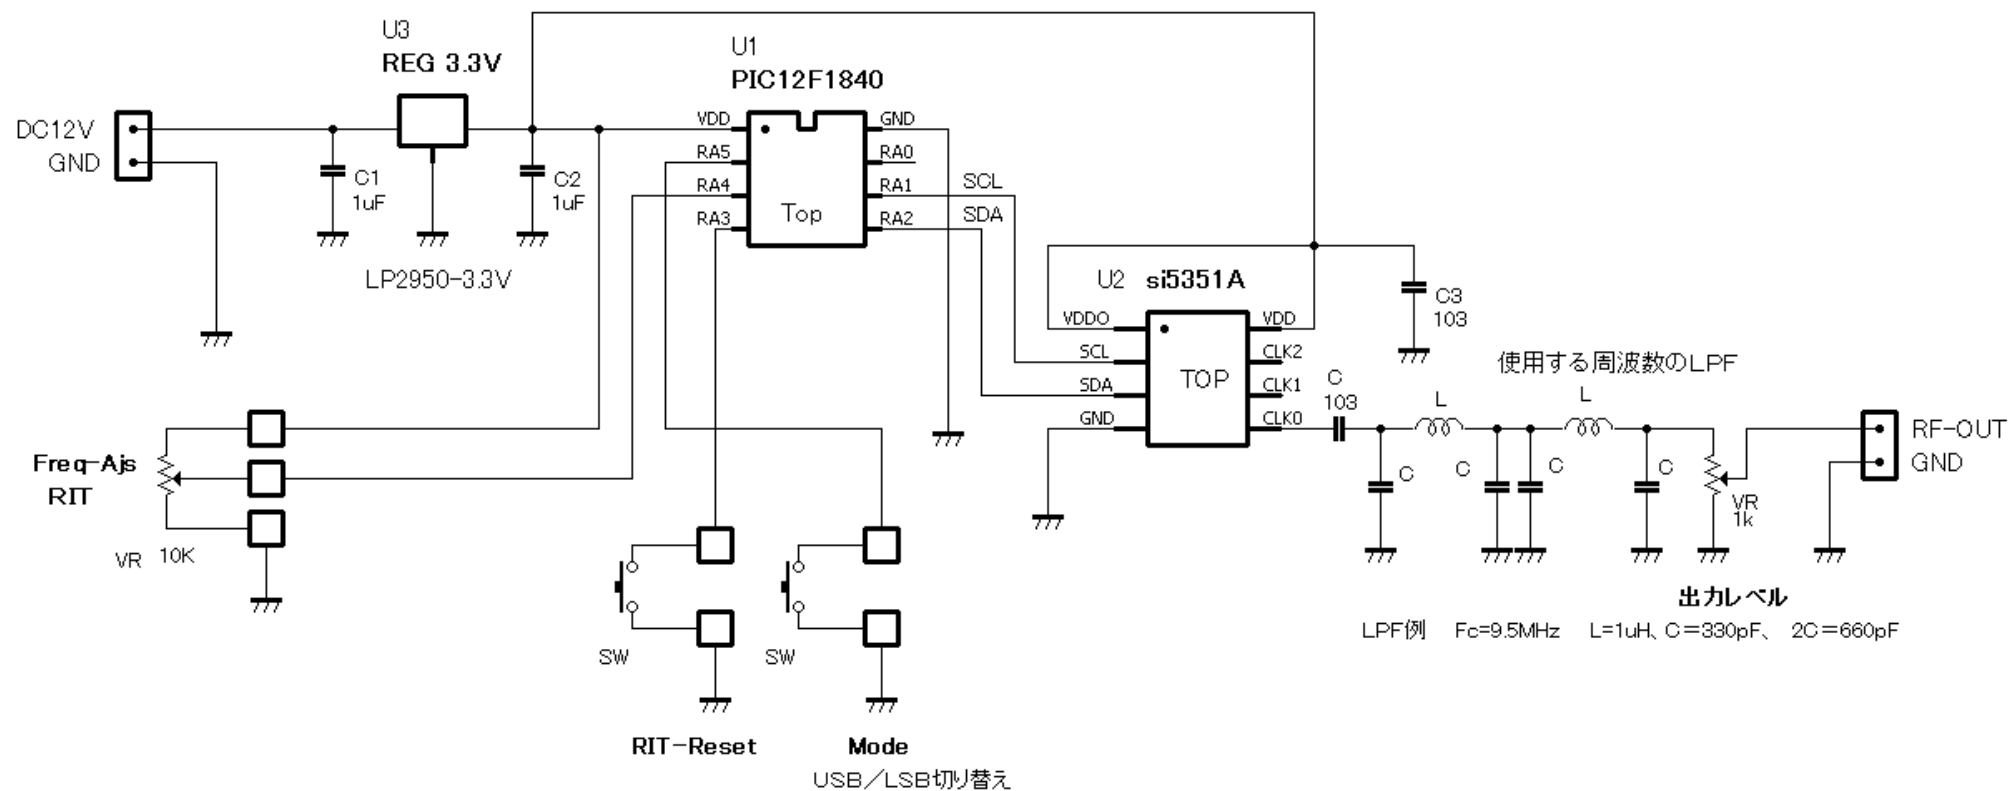 U3
REG 3.3V
DC12V
GND
C1
1uF
C2
1uF
LP2950-3.3V
U1
PIC12F1840
VDD
RA5
RA4
RA3
GND
RA0
RA1
RA2
Top
SCL
SDA
U2 si5351A
VDDO
SCL
SDA
GND
VDD
CLK2
CLK1
CLK0
TOP
C3
103
使用する周波数のLPF
C
103
L
L
C
C
C
C
VR
1k
RF-OUT
GND
出力レベル
LPF例 Fc=9.5MHz L=1uH、C=330pF、 2C=660pF
Freq-Ajs
RIT
VR 10K
SW
SW
RIT-Reset
Mode
USB/LSB切り替え